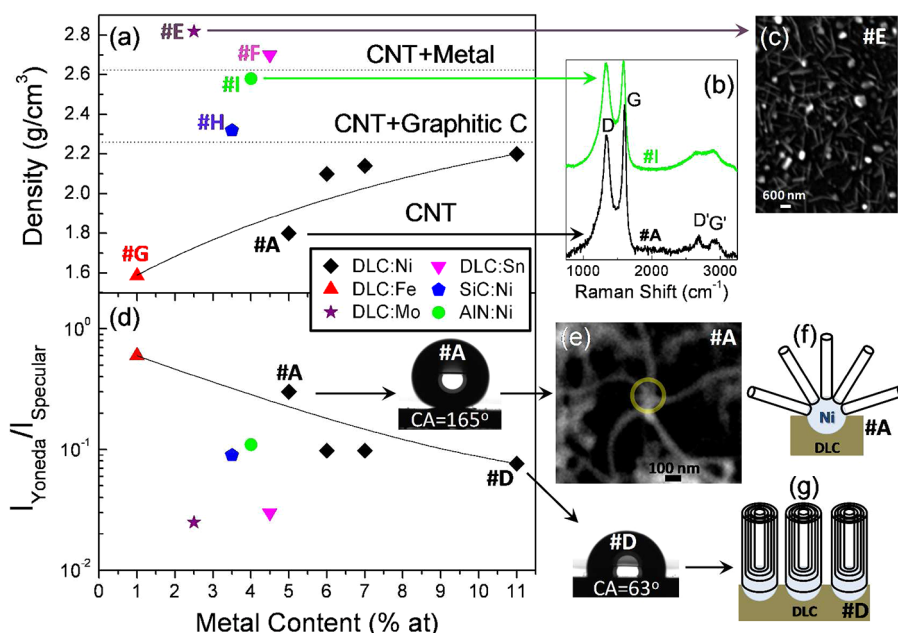 (a)
#E
#F
CNT+Metal
#I
#H
CNT+Graphitic C
CNT
#A
#G
Density (g/cm³)
2.8
2.6
2.4
2.2
2.0
1.8
1.6
(b)
D
G
#I
D'
G'
#A
1000 2000 3000
Raman Shift (cm⁻¹)
(c)
#E
600 nm
DLC:Ni
DLC:Fe
DLC:Mo
DLC:Sn
SiC:Ni
AlN:Ni
(d)
#A
#D
I_Yoneda/I_Specular
10⁰
10⁻¹
10⁻²
0 1 2 3 4 5 6 7 8 9 10 11
Metal Content (% at)
#A
CA=165º
#D
CA=63º
(e)
#A
100 nm
(f)
Ni
DLC
#A
(g)
DLC
#D